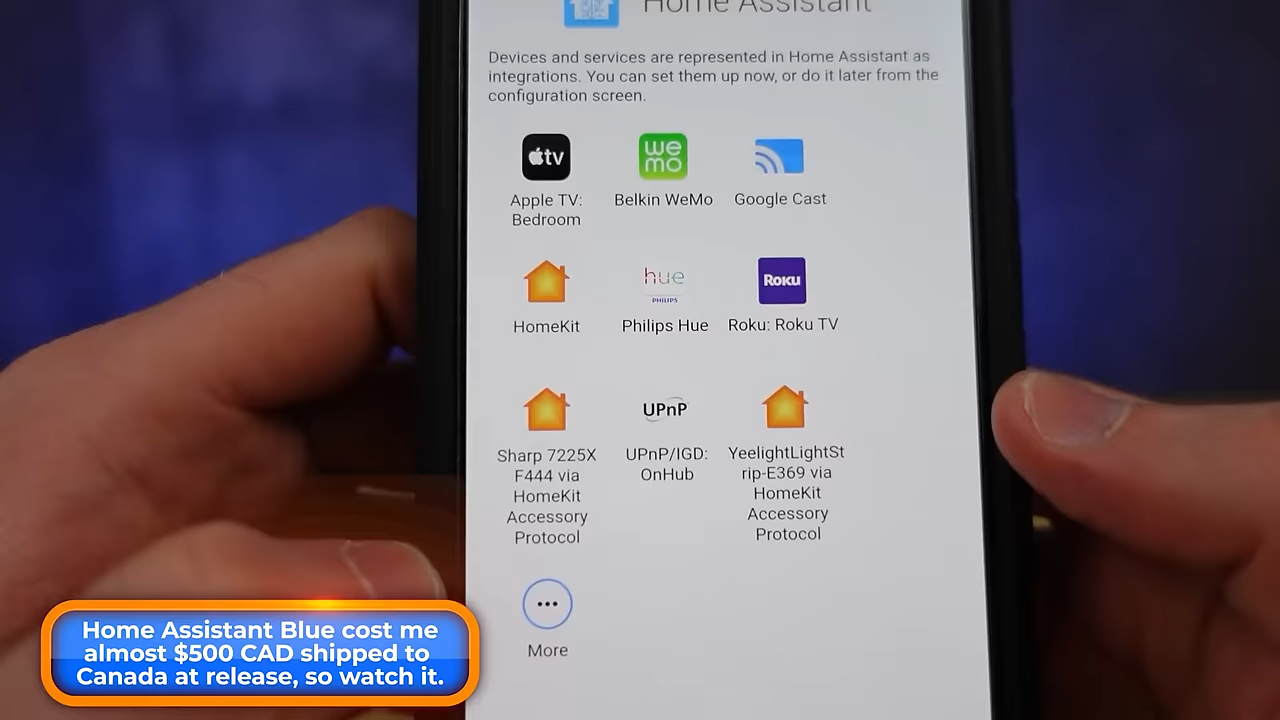 Home Assistant
Devices and services are represented in Home Assistant as
integrations. You can set them up now, or do it later from the
configuration screen.
tv
we
mo
Apple TV:
Bedroom
Belkin WeMo
Google Cast
hue
PHILIPS
Roku
HomeKit
Philips Hue
Roku: Roku TV
UPnP
Sharp 7225X
F444 via
HomeKit
Accessory
Protocol
UPnP/IGD:
OnHub
YeelightLightSt
rip-E369 via
HomeKit
Accessory
Protocol
More
Home Assistant Blue cost me
almost $500 CAD shipped to
Canada at release, so watch it.